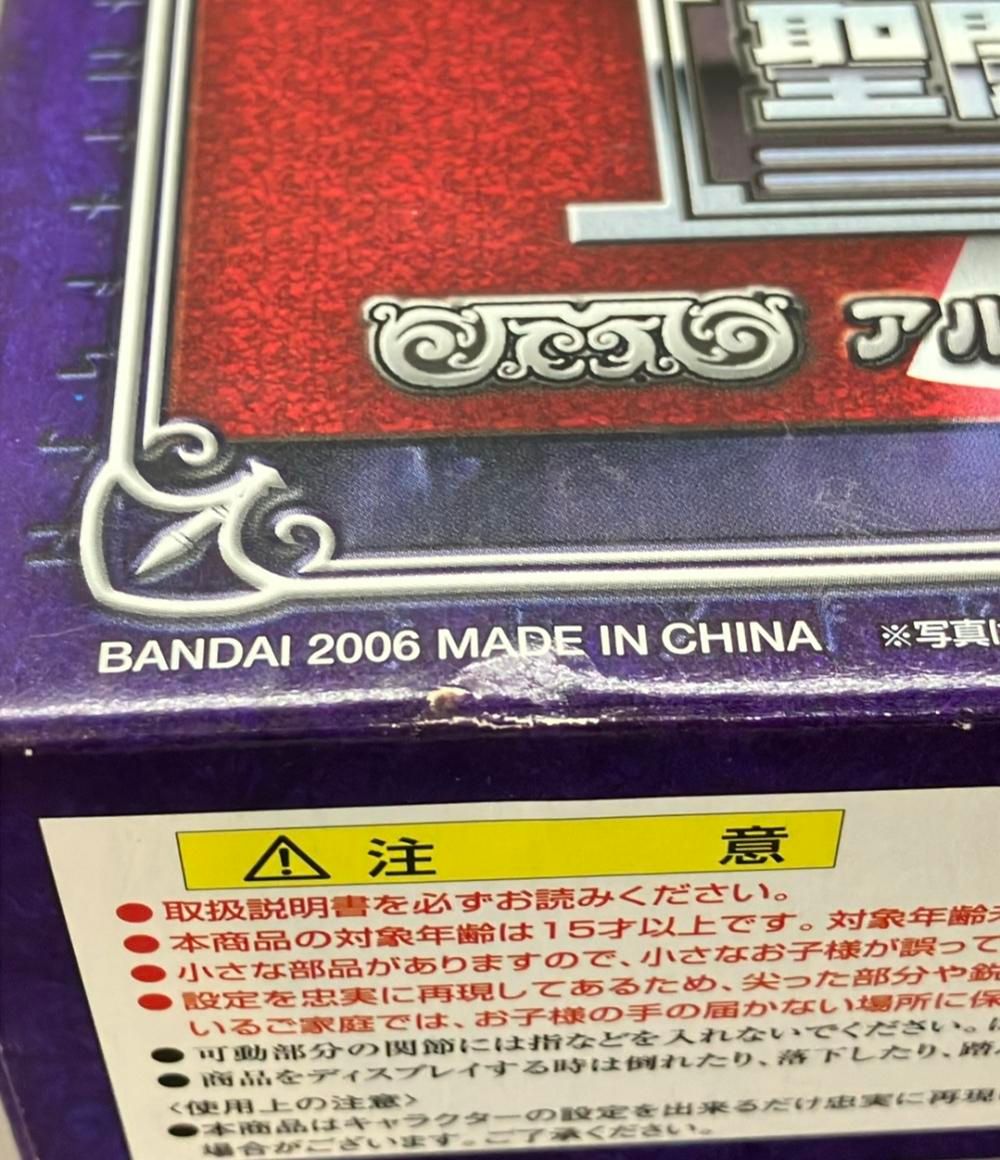 聖闘
アル
BANDAI 2006 MADE IN CHINA ※写真は
注意
●取扱説明書を必ずお読みください。
●本商品の対象年齢は15才以上です。対象年齢未
●小さな部品がありますので、小さなお子様が誤って
●設定を忠実に再現してあるため、尖った部分や鋭
いるご家庭では、お子様の手の届かない場所に保
●可動部分の関節には指などを入れないでください。
●商品をディスプレイする時は倒れたり、落下したり、踏
<使用上の注意>
●本商品はキャラクターの設定を出来るだけ忠実に再現
場合がございます。ご了承ください。